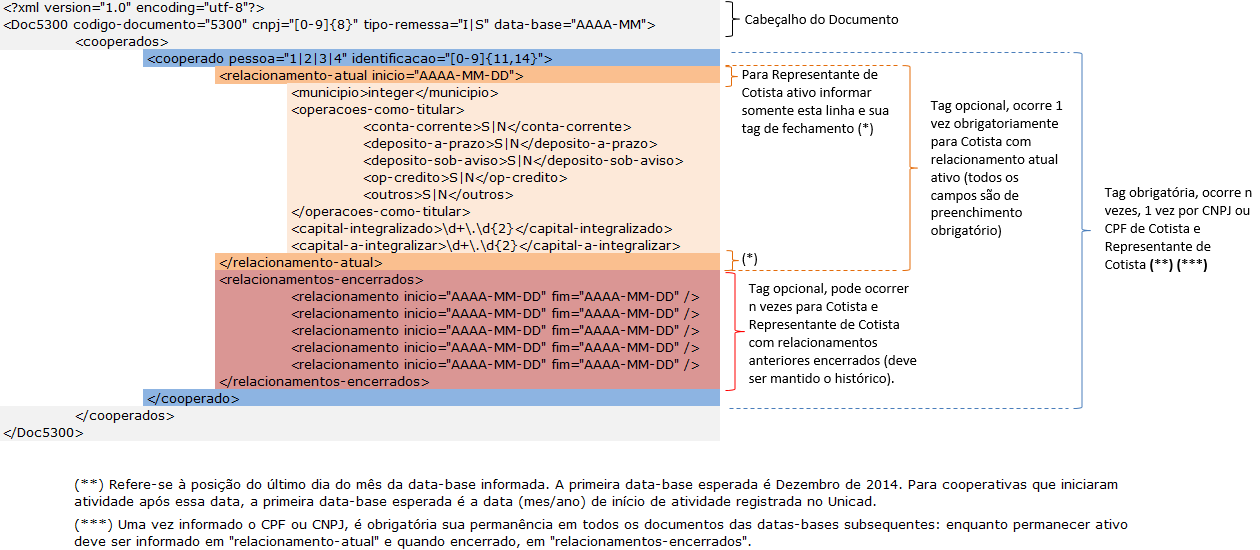 <?xml version="1.0" encoding="utf-8"?>
<Doc5300 codigo-documento="5300" cnpj="[0-9]{8}" tipo-remessa="I|S" data-base="AAAA-MM">
Cabeçalho do Documento
<cooperados>
<cooperado pessoa="1|2|3|4" identificacao="[0-9]{11,14}">
<relacionamento-atual inicio="AAAA-MM-DD">
<municipio>integer</municipio>
<operacoes-como-titular>
<conta-corrente>S|N</conta-corrente>
<deposito-a-prazo>S|N</deposito-a-prazo>
<deposito-sob-aviso>S|N</deposito-sob-aviso>
<op-credito>S|N</op-credito>
<outros>S|N</outros>
</operacoes-como-titular>
<capital-integralizado>\d+\.\d{2}</capital-integralizado>
<capital-a-integralizar>\d+\.\d{2}</capital-a-integralizar>
</relacionamento-atual>
<relacionamentos-encerrados>
<relacionamento inicio="AAAA-MM-DD" fim="AAAA-MM-DD" />
<relacionamento inicio="AAAA-MM-DD" fim="AAAA-MM-DD" />
<relacionamento inicio="AAAA-MM-DD" fim="AAAA-MM-DD" />
<relacionamento inicio="AAAA-MM-DD" fim="AAAA-MM-DD" />
<relacionamento inicio="AAAA-MM-DD" fim="AAAA-MM-DD" />
</relacionamentos-encerrados>
</cooperado>
</cooperados>
</Doc5300>
Para Representante de
Cotista ativo informar
somente esta linha e sua
tag de fechamento (*)
(*)
Tag opcional, pode ocorrer
n vezes para Cotista e
Representante de Cotista
com relacionamentos
anteriores encerrados (deve
ser mantido o histórico).
Tag opcional, ocorre 1
vez obrigatoriamente
para Cotista com
relacionamento atual
ativo (todos os
campos são de
preenchimento
obrigatório)
Tag obrigatória, ocorre n
vezes, 1 vez por CNPJ ou
CPF de Cotista e
Representante de
Cotista (**) (***)
(**) Refere-se à posição do último dia do mês da data-base informada. A primeira data-base esperada é Dezembro de 2014. Para cooperativas que iniciaram
atividade após essa data, a primeira data-base esperada é a data (mes/ano) de início de atividade registrada no Unicad.
(***) Uma vez informado o CPF ou CNPJ, é obrigatória sua permanência em todos os documentos das datas-bases subsequentes: enquanto permanecer ativo
deve ser informado em "relacionamento-atual" e quando encerrado, em "relacionamentos-encerrados".